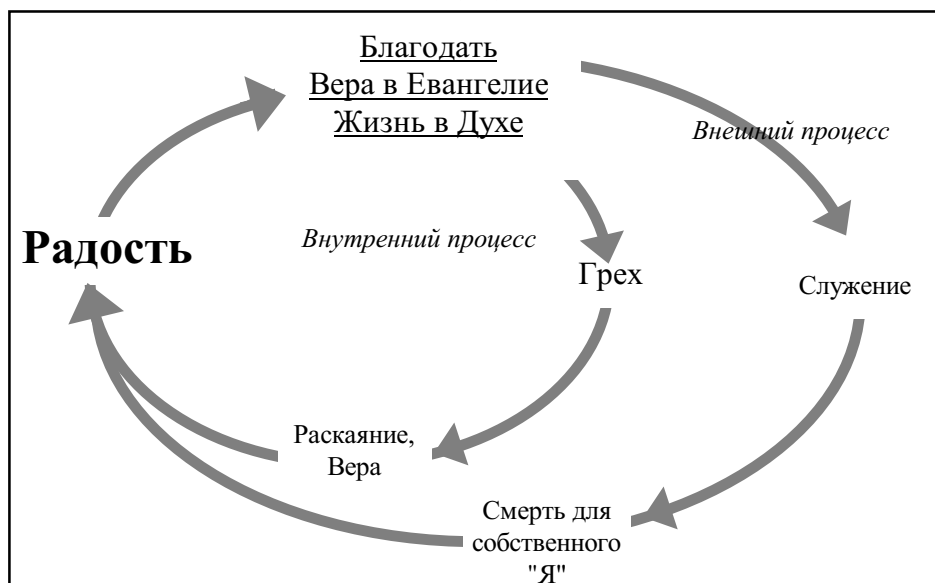 Благодать
Вера в Евангелие
Жизнь в Духе
Внешний процесс
Внутренний процесс
Радость
Грех
Служение
Раскаяние,
Вера
Смерть для
собственного
"Я"